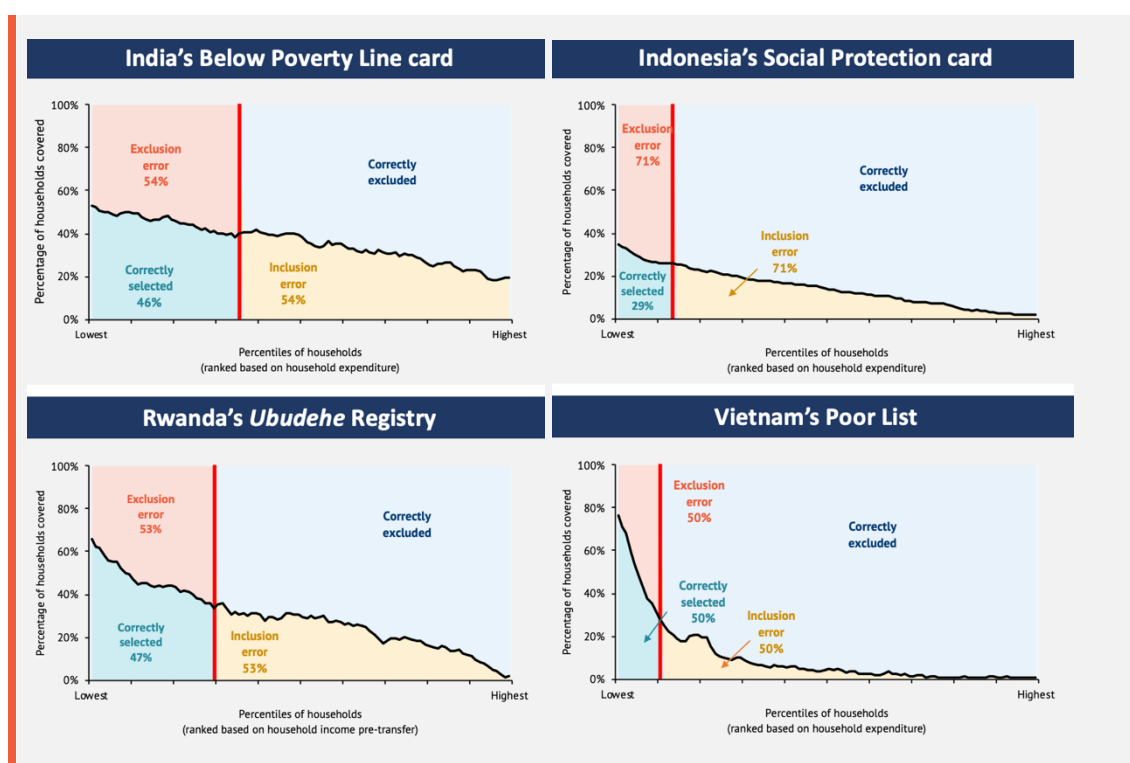 India's Below Poverty Line card
Percentage of households covered
100%
80%
60%
40%
20%
0%
Exclusion
error
54%
Correctly
excluded
Correctly
selected
46%
Inclusion
error
54%
Lowest
Highest
Percentiles of households
(ranked based on household expenditure)
Indonesia's Social Protection card
Percentage of households covered
100%
80%
60%
40%
20%
0%
Exclusion
error
71%
Correctly
excluded
Correctly
selected
29%
Inclusion
error
71%
Lowest
Highest
Percentiles of households
(ranked based on household expenditure)
Rwanda's Ubudehe Registry
Percentage of households covered
100%
80%
60%
40%
20%
0%
Exclusion
error
53%
Correctly
excluded
Correctly
selected
47%
Inclusion
error
53%
Lowest
Highest
Percentiles of households
(ranked based on household income pre-transfer)
Vietnam's Poor List
Percentage of households covered
100%
80%
60%
40%
20%
0%
Exclusion
error
50%
Correctly
excluded
Correctly
selected
50%
Inclusion
error
50%
Lowest
Highest
Percentiles of households
(ranked based on household expenditure)